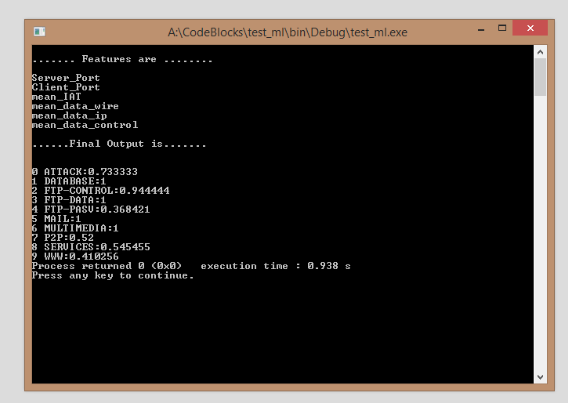 A:\CodeBlocks\test_ml\bin\Debug\test_ml.exe
....... Features are ........
Server_Port
Client_Port
mean_IAT
mean_data_wire
mean_data_ip
mean_data_control
......Final Output is.......
0 ATTACK:0.733333
1 DATABASE:1
2 FTP-CONTROL:0.944444
3 FTP-DATA:1
4 FTP-PASV:0.368421
5 MAIL:1
6 MULTIMEDIA:1
7 P2P:0.52
8 SERVICES:0.545455
9 WWW:0.410256
Process returned 0 (0x0)   execution time : 0.938 s
Press any key to continue.